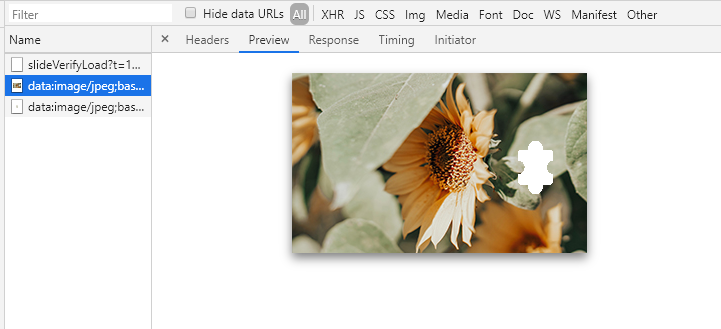 Filter Hide data URLs All XHR JS CSS Img Media Font Doc WS Manifest Other
Name × Headers Preview Response Timing Initiator
slideVerifyLoad?t=1...
data:image/jpeg;bas...
data:image/jpeg;bas...